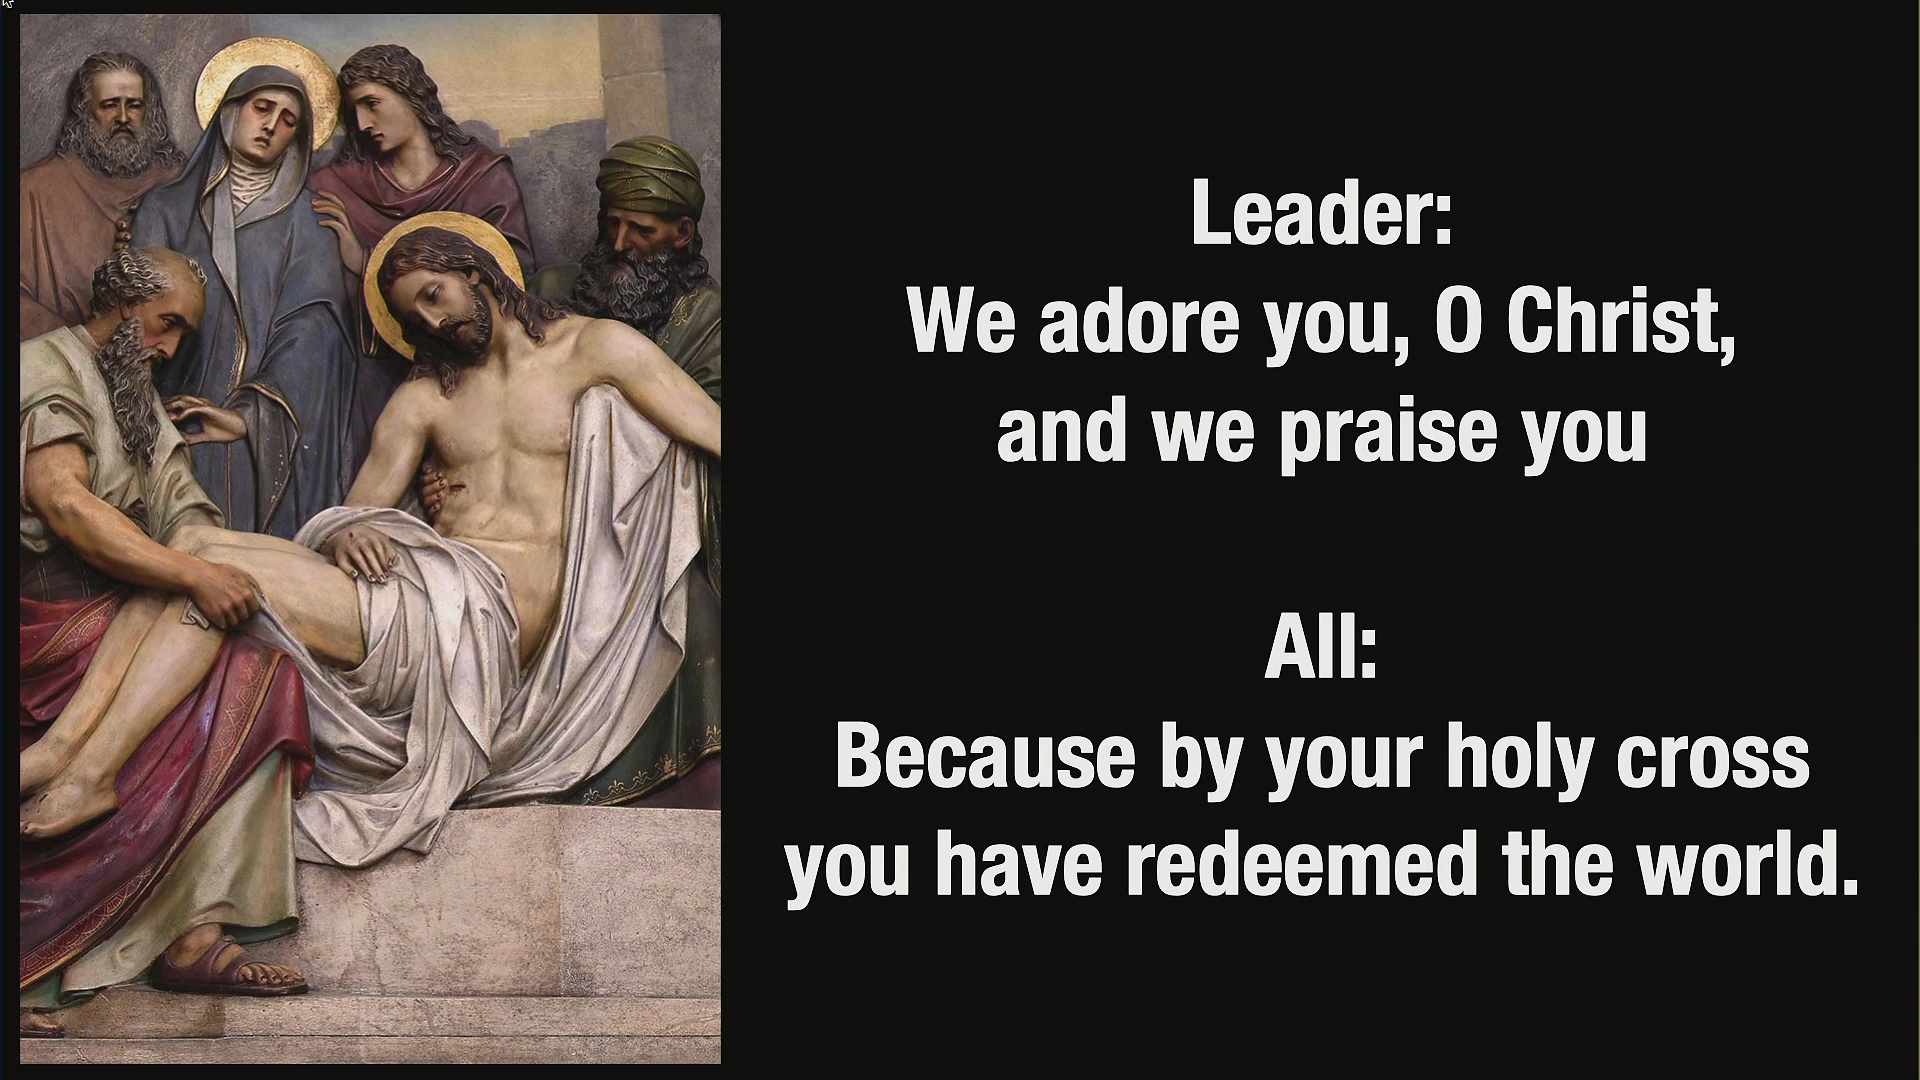 Leader:
We adore you, O Christ,
and we praise you
All:
Because by your holy cross
you have redeemed the world.